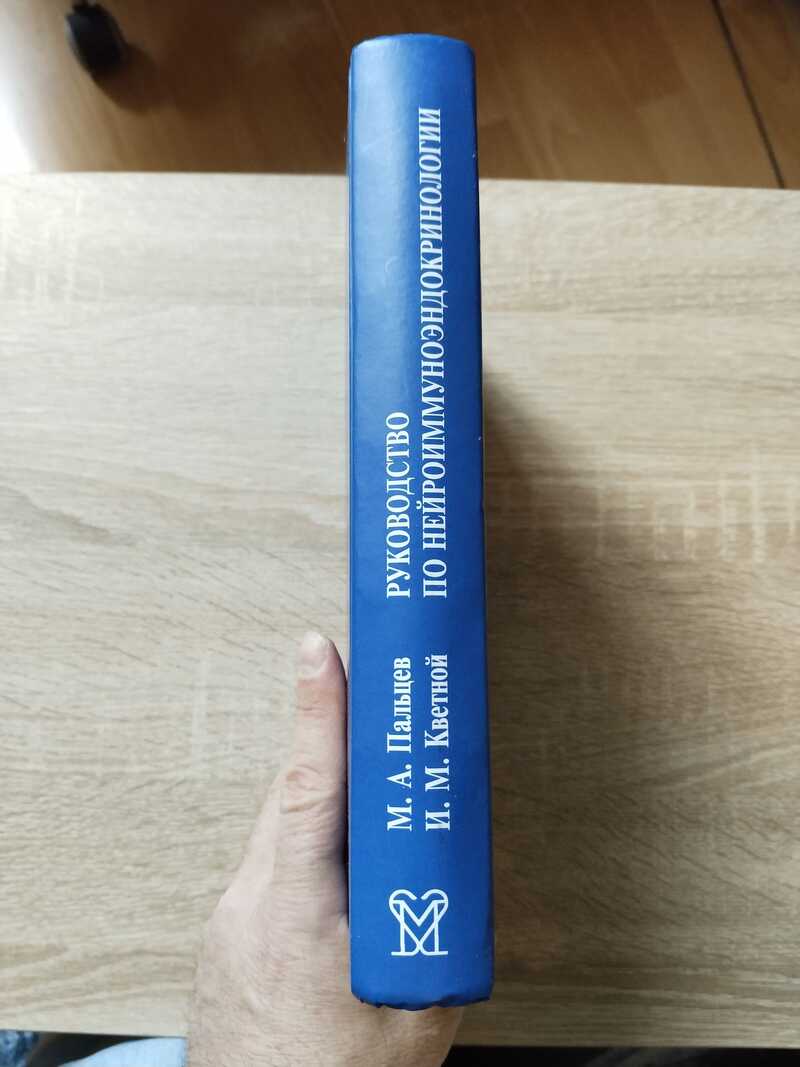 М. А. Пальцев
И. М. Кветной
РУКОВОДСТВО
ПО НЕЙРОИММУНОЭНДОКРИНОЛОГИИ